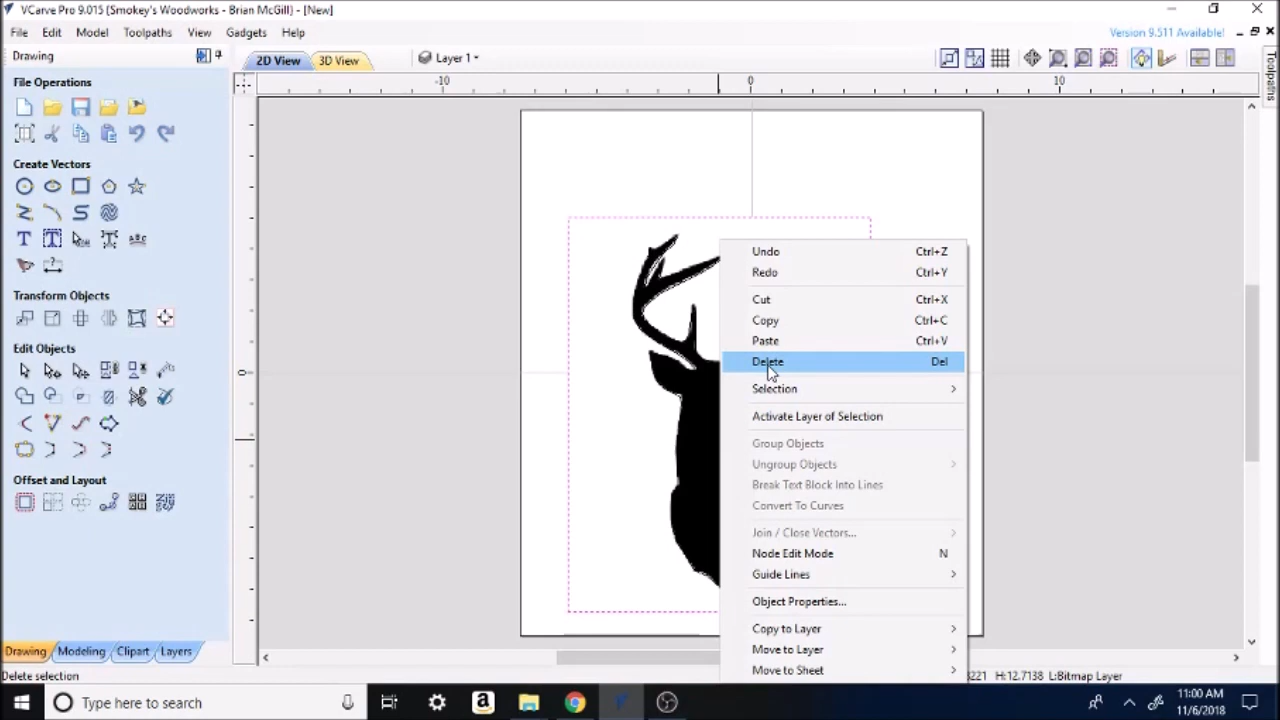 VCarve Pro 9.015 {Smokey's Woodworks - Brian McGill} - [New]
File Edit Model Toolpaths View Gadgets Help
Version 9.511 Available!
Drawing
2D View 3D View Layer 1
Toolpaths
-10 0 10
File Operations
Create Vectors
Transform Objects
Edit Objects
Offset and Layout
0
Undo Ctrl+Z
Redo Ctrl+Y
Cut Ctrl+X
Copy Ctrl+C
Paste Ctrl+V
Delete Del
Selection
Activate Layer of Selection
Group Objects
Ungroup Objects
Break Text Block Into Lines
Convert To Curves
Join / Close Vectors...
Node Edit Mode N
Guide Lines
Object Properties...
Copy to Layer
Move to Layer
Move to Sheet
Drawing Modeling Clipart Layers
Delete selection
8221 H:12.7138 L:Bitmap Layer
Type here to search
11:00 AM
11/6/2018